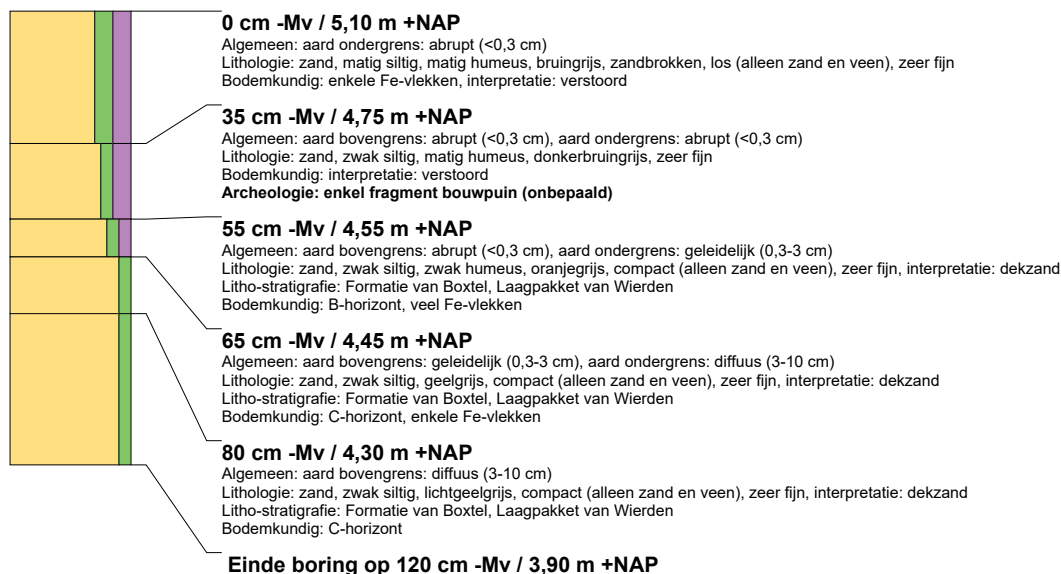 0 cm -Mv / 5,10 m +NAP
Algemeen: aard ondergrens: abrupt (<0,3 cm)
Lithologie: zand, matig siltig, matig humeus, bruingrijs, zandbrokken, los (alleen zand en veen), zeer fijn
Bodemkundig: enkele Fe-vlekken, interpretatie: verstoord
35 cm -Mv / 4,75 m +NAP
Algemeen: aard bovengrens: abrupt (<0,3 cm), aard ondergrens: abrupt (<0,3 cm)
Lithologie: zand, zwak siltig, matig humeus, donkerbruingrijs, zeer fijn
Bodemkundig: interpretatie: verstoord
Archeologie: enkel fragment bouwpuin (onbepaald)
55 cm -Mv / 4,55 m +NAP
Algemeen: aard bovengrens: abrupt (<0,3 cm), aard ondergrens: geleidelijk (0,3-3 cm)
Lithologie: zand, zwak siltig, zwak humeus, oranjegrijs, compact (alleen zand en veen), zeer fijn, interpretatie: dekzand
Litho-stratigrafie: Formatie van Boxtel, Laagpakket van Wierden
Bodemkundig: B-horizont, veel Fe-vlekken
65 cm -Mv / 4,45 m +NAP
Algemeen: aard bovengrens: geleidelijk (0,3-3 cm), aard ondergrens: diffuus (3-10 cm)
Lithologie: zand, zwak siltig, geelgrijs, compact (alleen zand en veen), zeer fijn, interpretatie: dekzand
Litho-stratigrafie: Formatie van Boxtel, Laagpakket van Wierden
Bodemkundig: C-horizont, enkele Fe-vlekken
80 cm -Mv / 4,30 m +NAP
Algemeen: aard bovengrens: diffuus (3-10 cm)
Lithologie: zand, zwak siltig, lichtgeelgrijs, compact (alleen zand en veen), zeer fijn, interpretatie: dekzand
Litho-stratigrafie: Formatie van Boxtel, Laagpakket van Wierden
Bodemkundig: C-horizont
Einde boring op 120 cm -Mv / 3,90 m +NAP